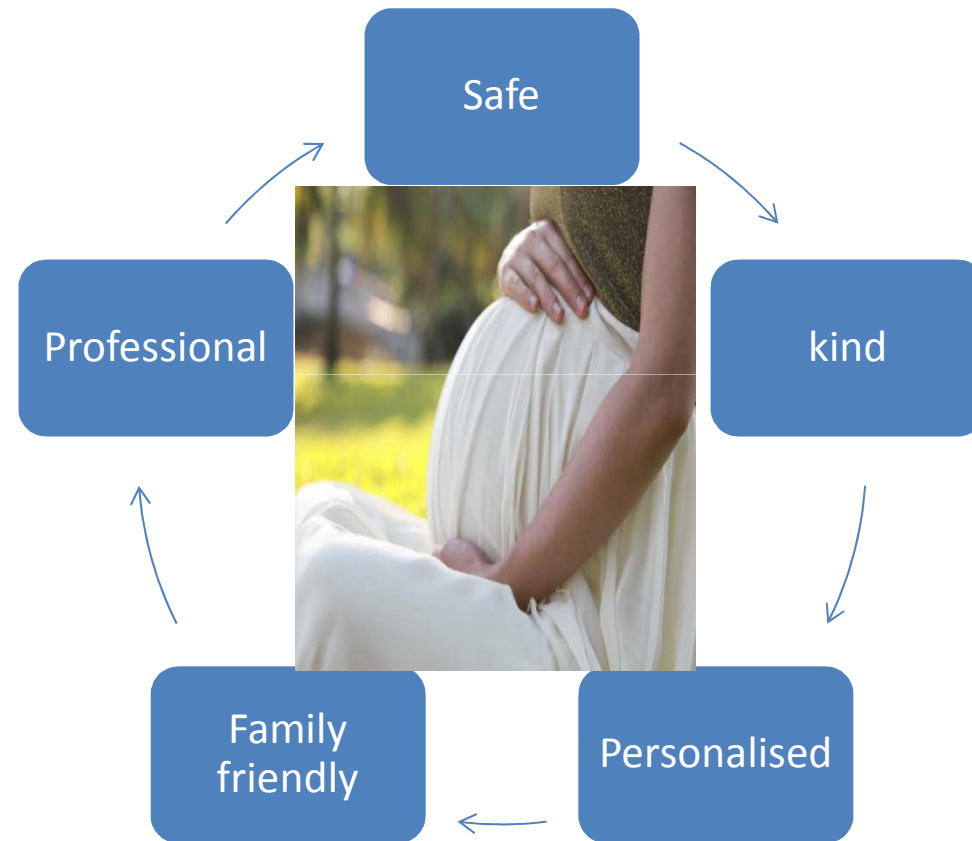 Safe
kind
Personalised
Family
friendly
Professional